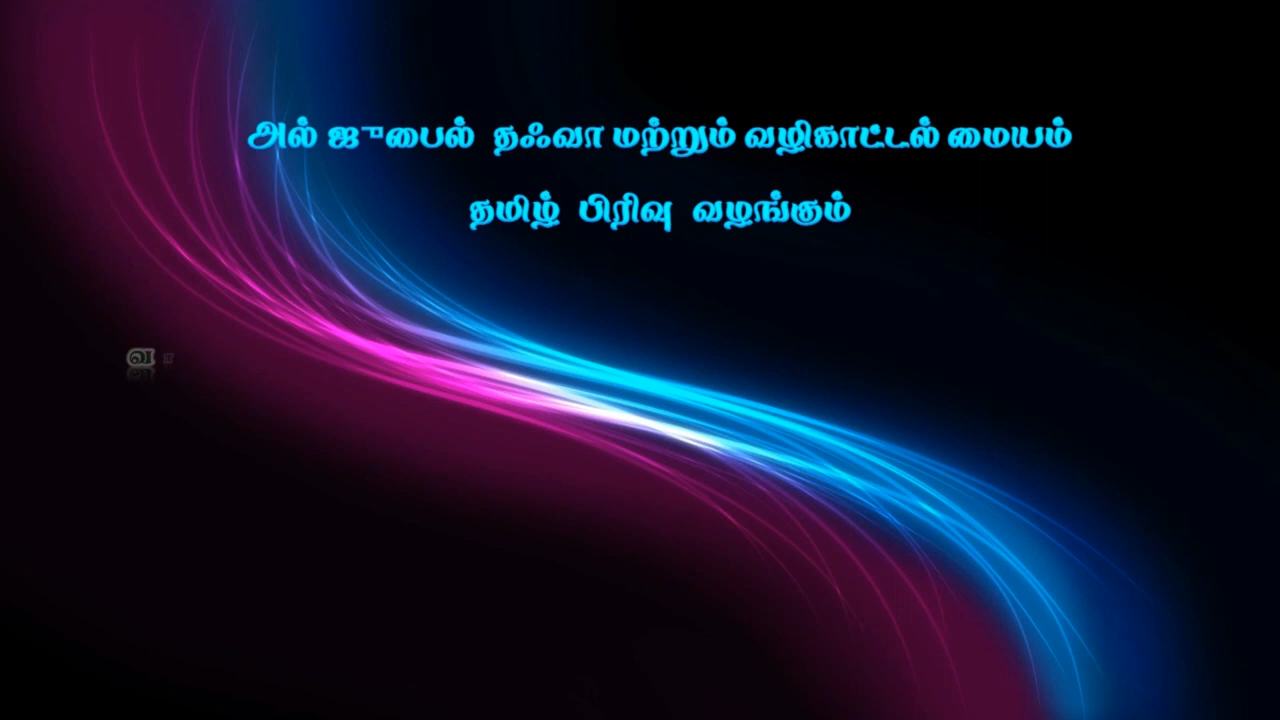 அல் ஜுபைல் தஃவா மற்றும் வழிகாட்டல் மையம்
தமிழ் பிரிவு வழங்கும்
வ